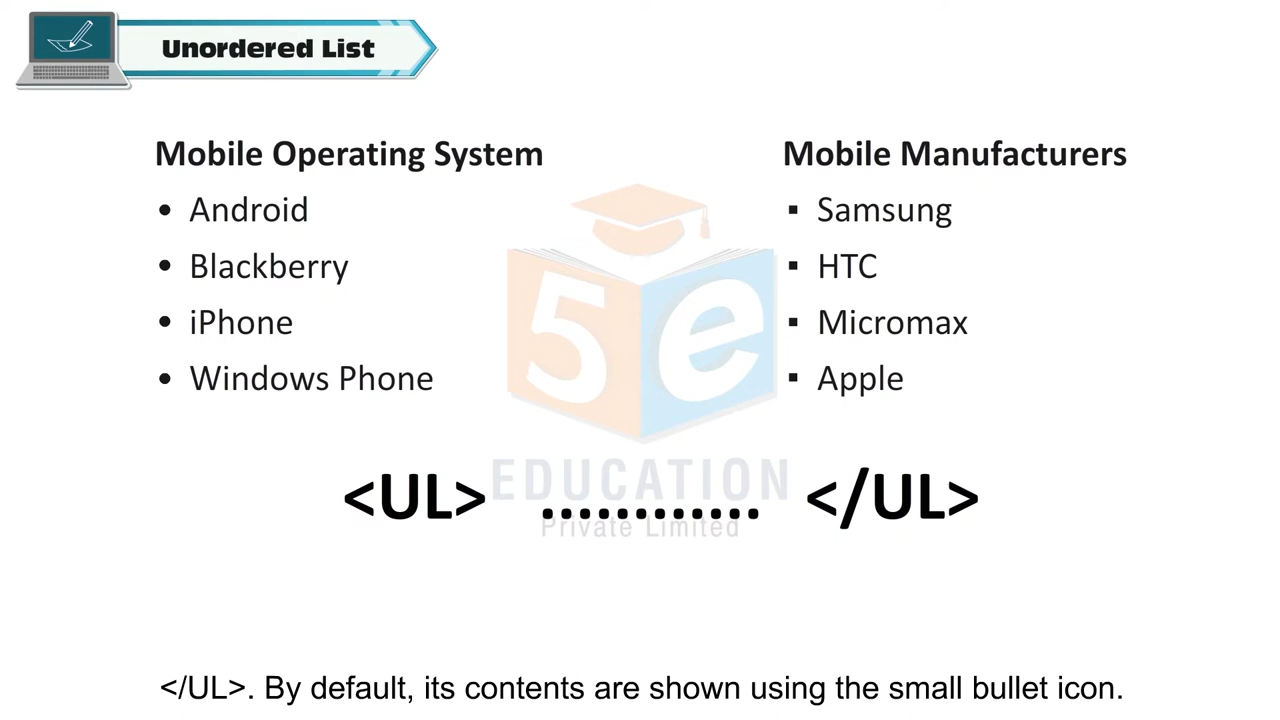 Unordered List
Mobile Operating System
• Android
• Blackberry
• iPhone
• Windows Phone
Mobile Manufacturers
▪ Samsung
▪ HTC
▪ Micromax
▪ Apple
5e
EDUCATION
Private Limited
<UL> ............ </UL>
</UL>. By default, its contents are shown using the small bullet icon.